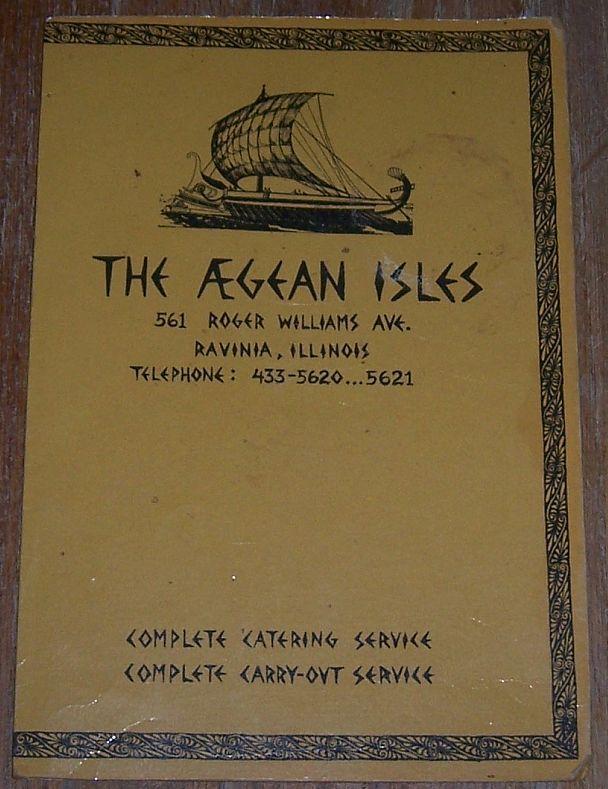 THE ÆGEAN ISLES
561 ROGER WILLIAMS AVE.
RAVINIA, ILLINOIS
TELEPHONE: 433-5620...5621
COMPLETE CATERING SERVICE
COMPLETE CARRY-OVT SERVICE